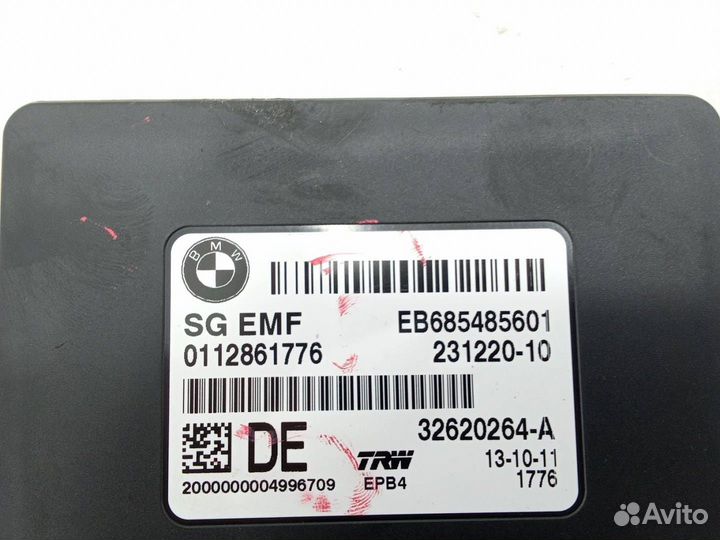 BMW
SG EMF EB685485601
0112861776 231220-10
DE 32620264-A
TRW 13-10-11
2000000004996709 EPB4 1776
Avito